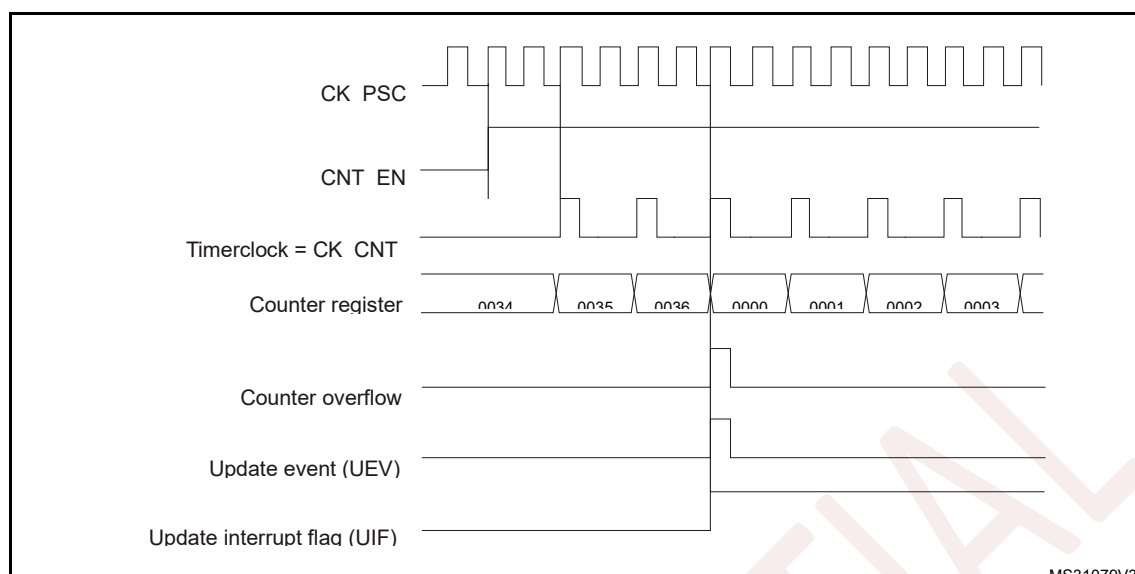 CK PSC
CNT EN
Timerclock = CK CNT
Counter register 0034 0035 0036 0000 0001 0002 0003
Counter overflow
Update event (UEV)
Update interrupt flag (UIF)
MS31079V2